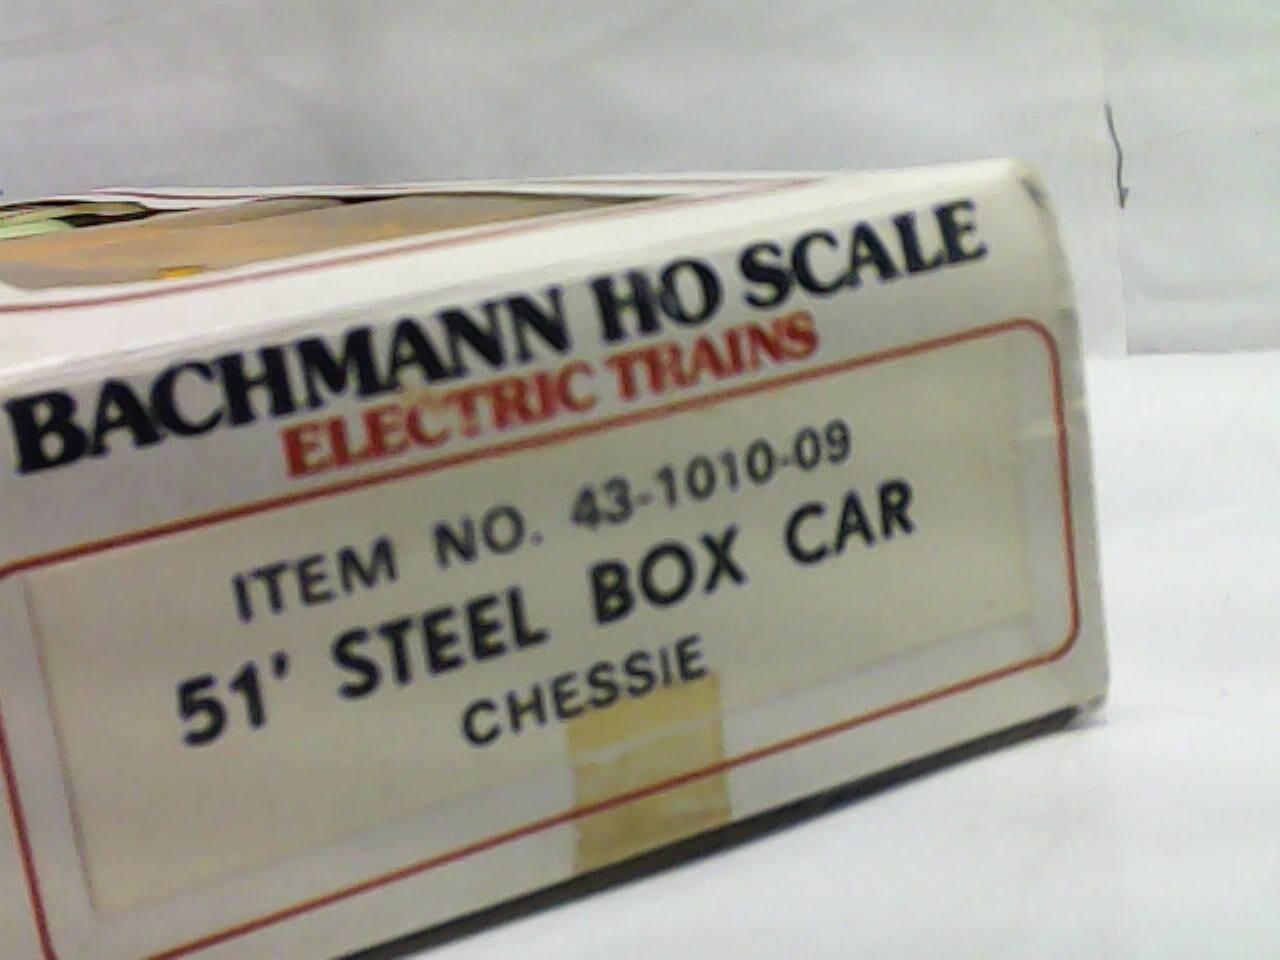 BACHMANN HO SCALE
ELECTRIC TRAINS
ITEM NO. 43-1010-09
51' STEEL BOX CAR
CHESSIE